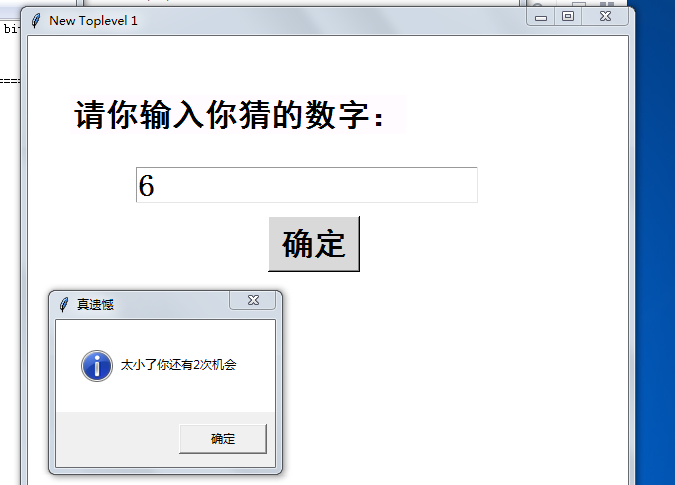 bit
New Toplevel 1
====
请你输入你猜的数字：
6
确定
真遗憾
太小了你还有2次机会
确定